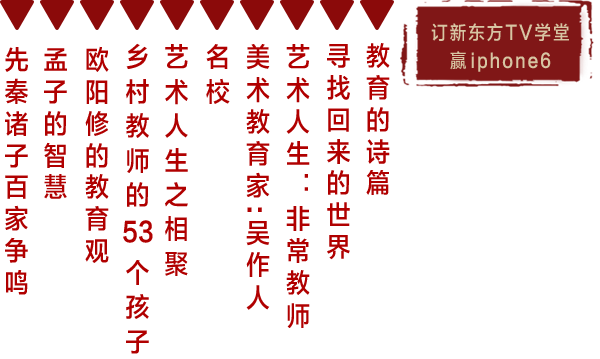 订新东方TV学堂
赢iphone6
教育的诗篇
寻找回来的世界
艺术人生：非常教师
美术教育家：吴作人
名校
艺术人生之相聚
乡村教师的53个孩子
欧阳修的教育观
孟子的智慧
先秦诸子百家争鸣